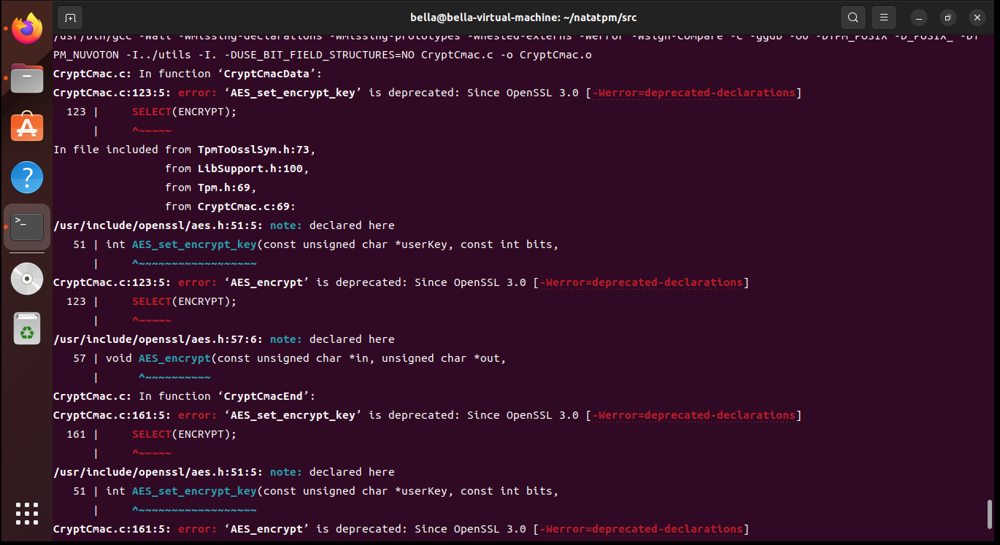 bella@bella-virtual-machine: ~/natatpm/src
/usr/bin/gcc -Wall -Wmissing-declarations -Wmissing-prototypes -Wnested-externs -Werror -Wsign-compare -c -ggdb -O0 -DTPM_POSIX -D_POSIX_ -DT
PM_NUVOTON -I../utils -I. -DUSE_BIT_FIELD_STRUCTURES=NO CryptCmac.c -o CryptCmac.o
CryptCmac.c: In function ‘CryptCmacData’:
CryptCmac.c:123:5: error: ‘AES_set_encrypt_key’ is deprecated: Since OpenSSL 3.0 [-Werror=deprecated-declarations]
  123 |     SELECT(ENCRYPT);
      |     ^~~~~~
In file included from TpmToOsslSym.h:73,
                 from LibSupport.h:100,
                 from Tpm.h:69,
                 from CryptCmac.c:69:
/usr/include/openssl/aes.h:51:5: note: declared here
   51 | int AES_set_encrypt_key(const unsigned char *userKey, const int bits,
      |     ^~~~~~~~~~~~~~~~~~~
CryptCmac.c:123:5: error: ‘AES_encrypt’ is deprecated: Since OpenSSL 3.0 [-Werror=deprecated-declarations]
  123 |     SELECT(ENCRYPT);
      |     ^~~~~~
/usr/include/openssl/aes.h:57:6: note: declared here
   57 | void AES_encrypt(const unsigned char *in, unsigned char *out,
      |      ^~~~~~~~~~~
CryptCmac.c: In function ‘CryptCmacEnd’:
CryptCmac.c:161:5: error: ‘AES_set_encrypt_key’ is deprecated: Since OpenSSL 3.0 [-Werror=deprecated-declarations]
  161 |     SELECT(ENCRYPT);
      |     ^~~~~~
/usr/include/openssl/aes.h:51:5: note: declared here
   51 | int AES_set_encrypt_key(const unsigned char *userKey, const int bits,
      |     ^~~~~~~~~~~~~~~~~~~
CryptCmac.c:161:5: error: ‘AES_encrypt’ is deprecated: Since OpenSSL 3.0 [-Werror=deprecated-declarations]